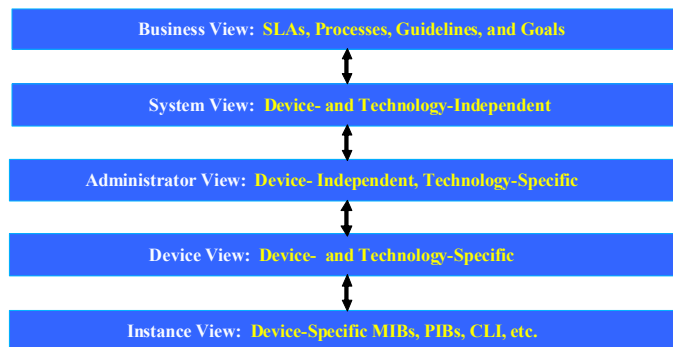 Business View: SLAs, Processes, Guidelines, and Goals
System View: Device- and Technology-Independent
Administrator View: Device- Independent, Technology-Specific
Device View: Device- and Technology-Specific
Instance View: Device-Specific MIBs, PIBs, CLI, etc.